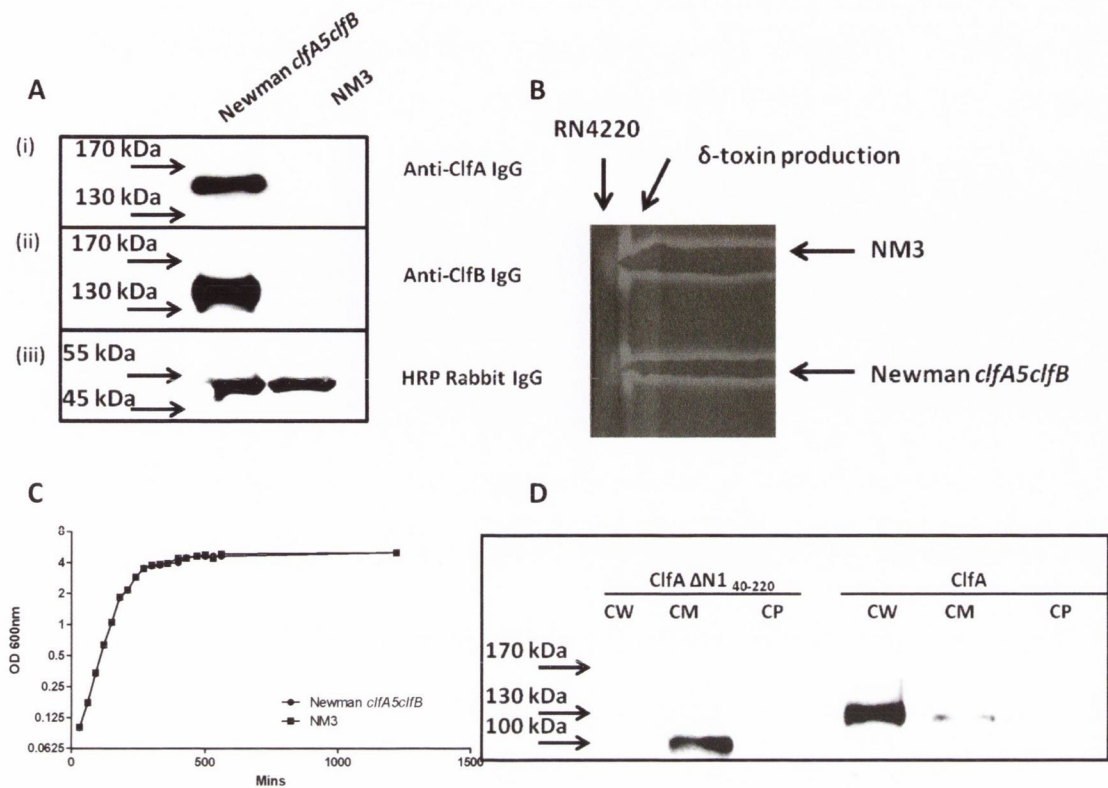 A
Newman clfA5clfB
NM3
(i)
170 kDa
130 kDa
Anti-ClfA IgG
(ii)
170 kDa
130 kDa
Anti-ClfB IgG
(iii)
55 kDa
45 kDa
HRP Rabbit IgG
B
RN4220
δ-toxin production
NM3
Newman clfA5clfB
C
8
4
2
1
0.5
0.25
0.125
0.0625
OD 600nm
0
500
1000
1500
Mins
Newman clfA5clfB
NM3
D
ClfA ΔN1 40-220
ClfA
CW CM CP CW CM CP
170 kDa
130 kDa
100 kDa